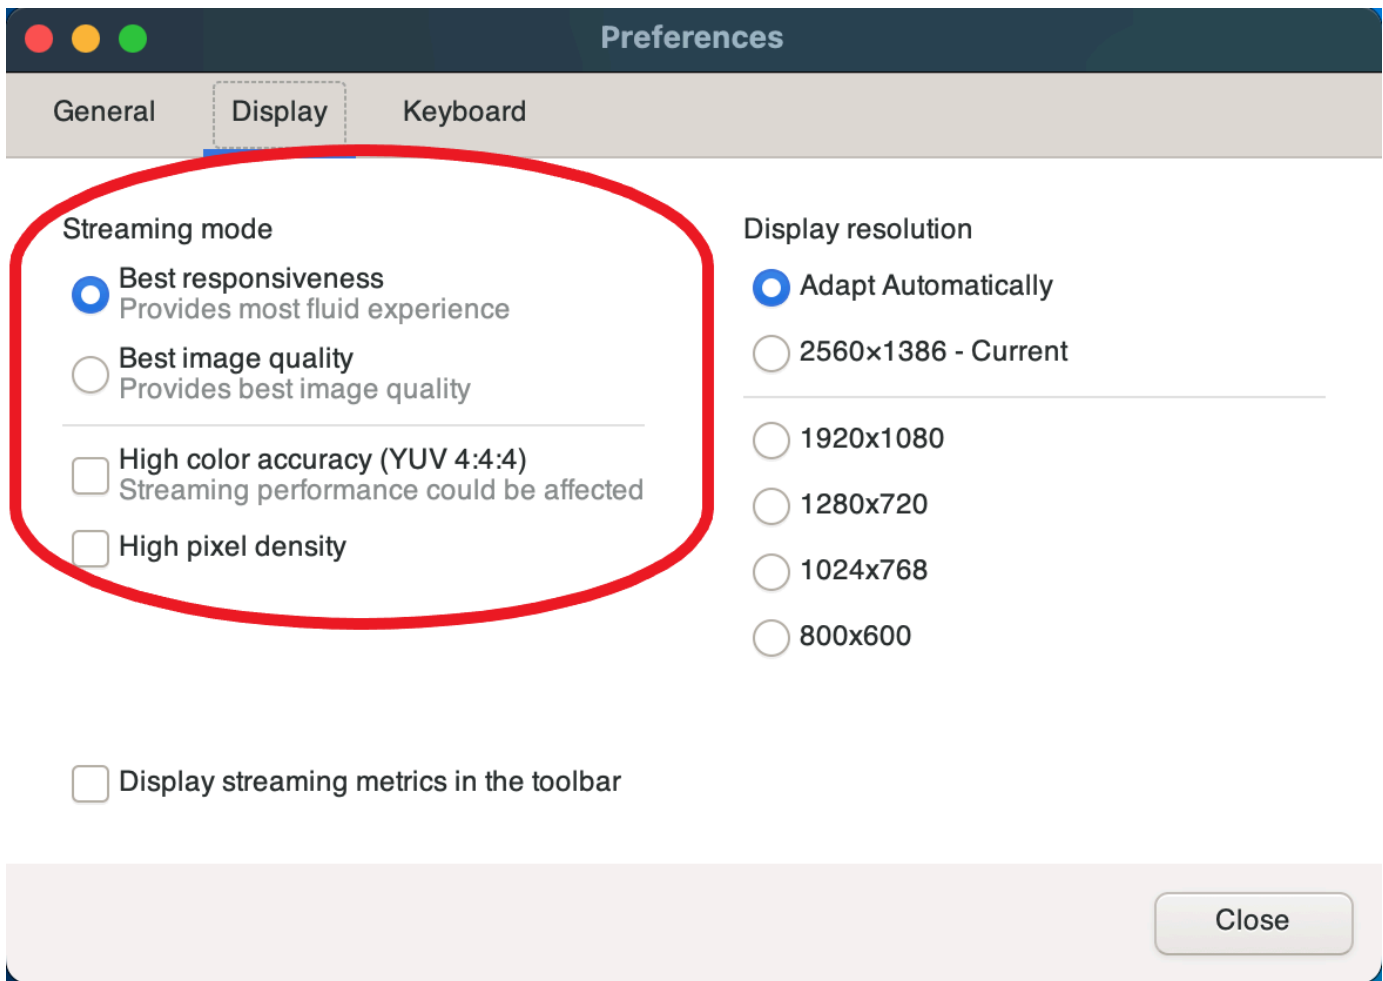 Preferences
General Display Keyboard
Streaming mode
Best responsiveness
Provides most fluid experience
Best image quality
Provides best image quality
High color accuracy (YUV 4:4:4)
Streaming performance could be affected
High pixel density
Display resolution
Adapt Automatically
2560×1386 - Current
1920x1080
1280x720
1024x768
800x600
Display streaming metrics in the toolbar
Close